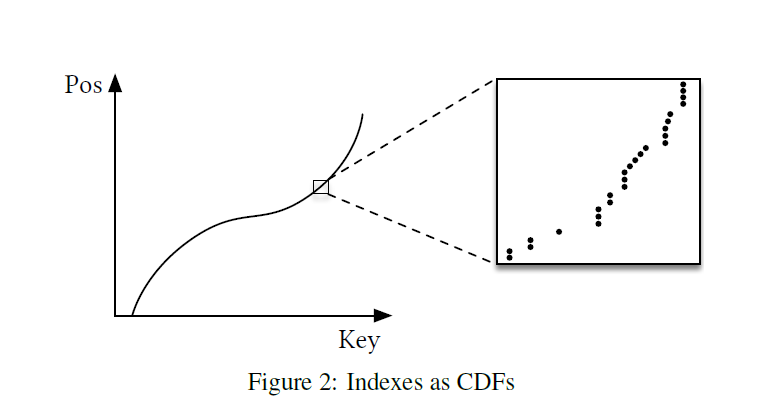 Pos
Key
Figure 2: Indexes as CDFs